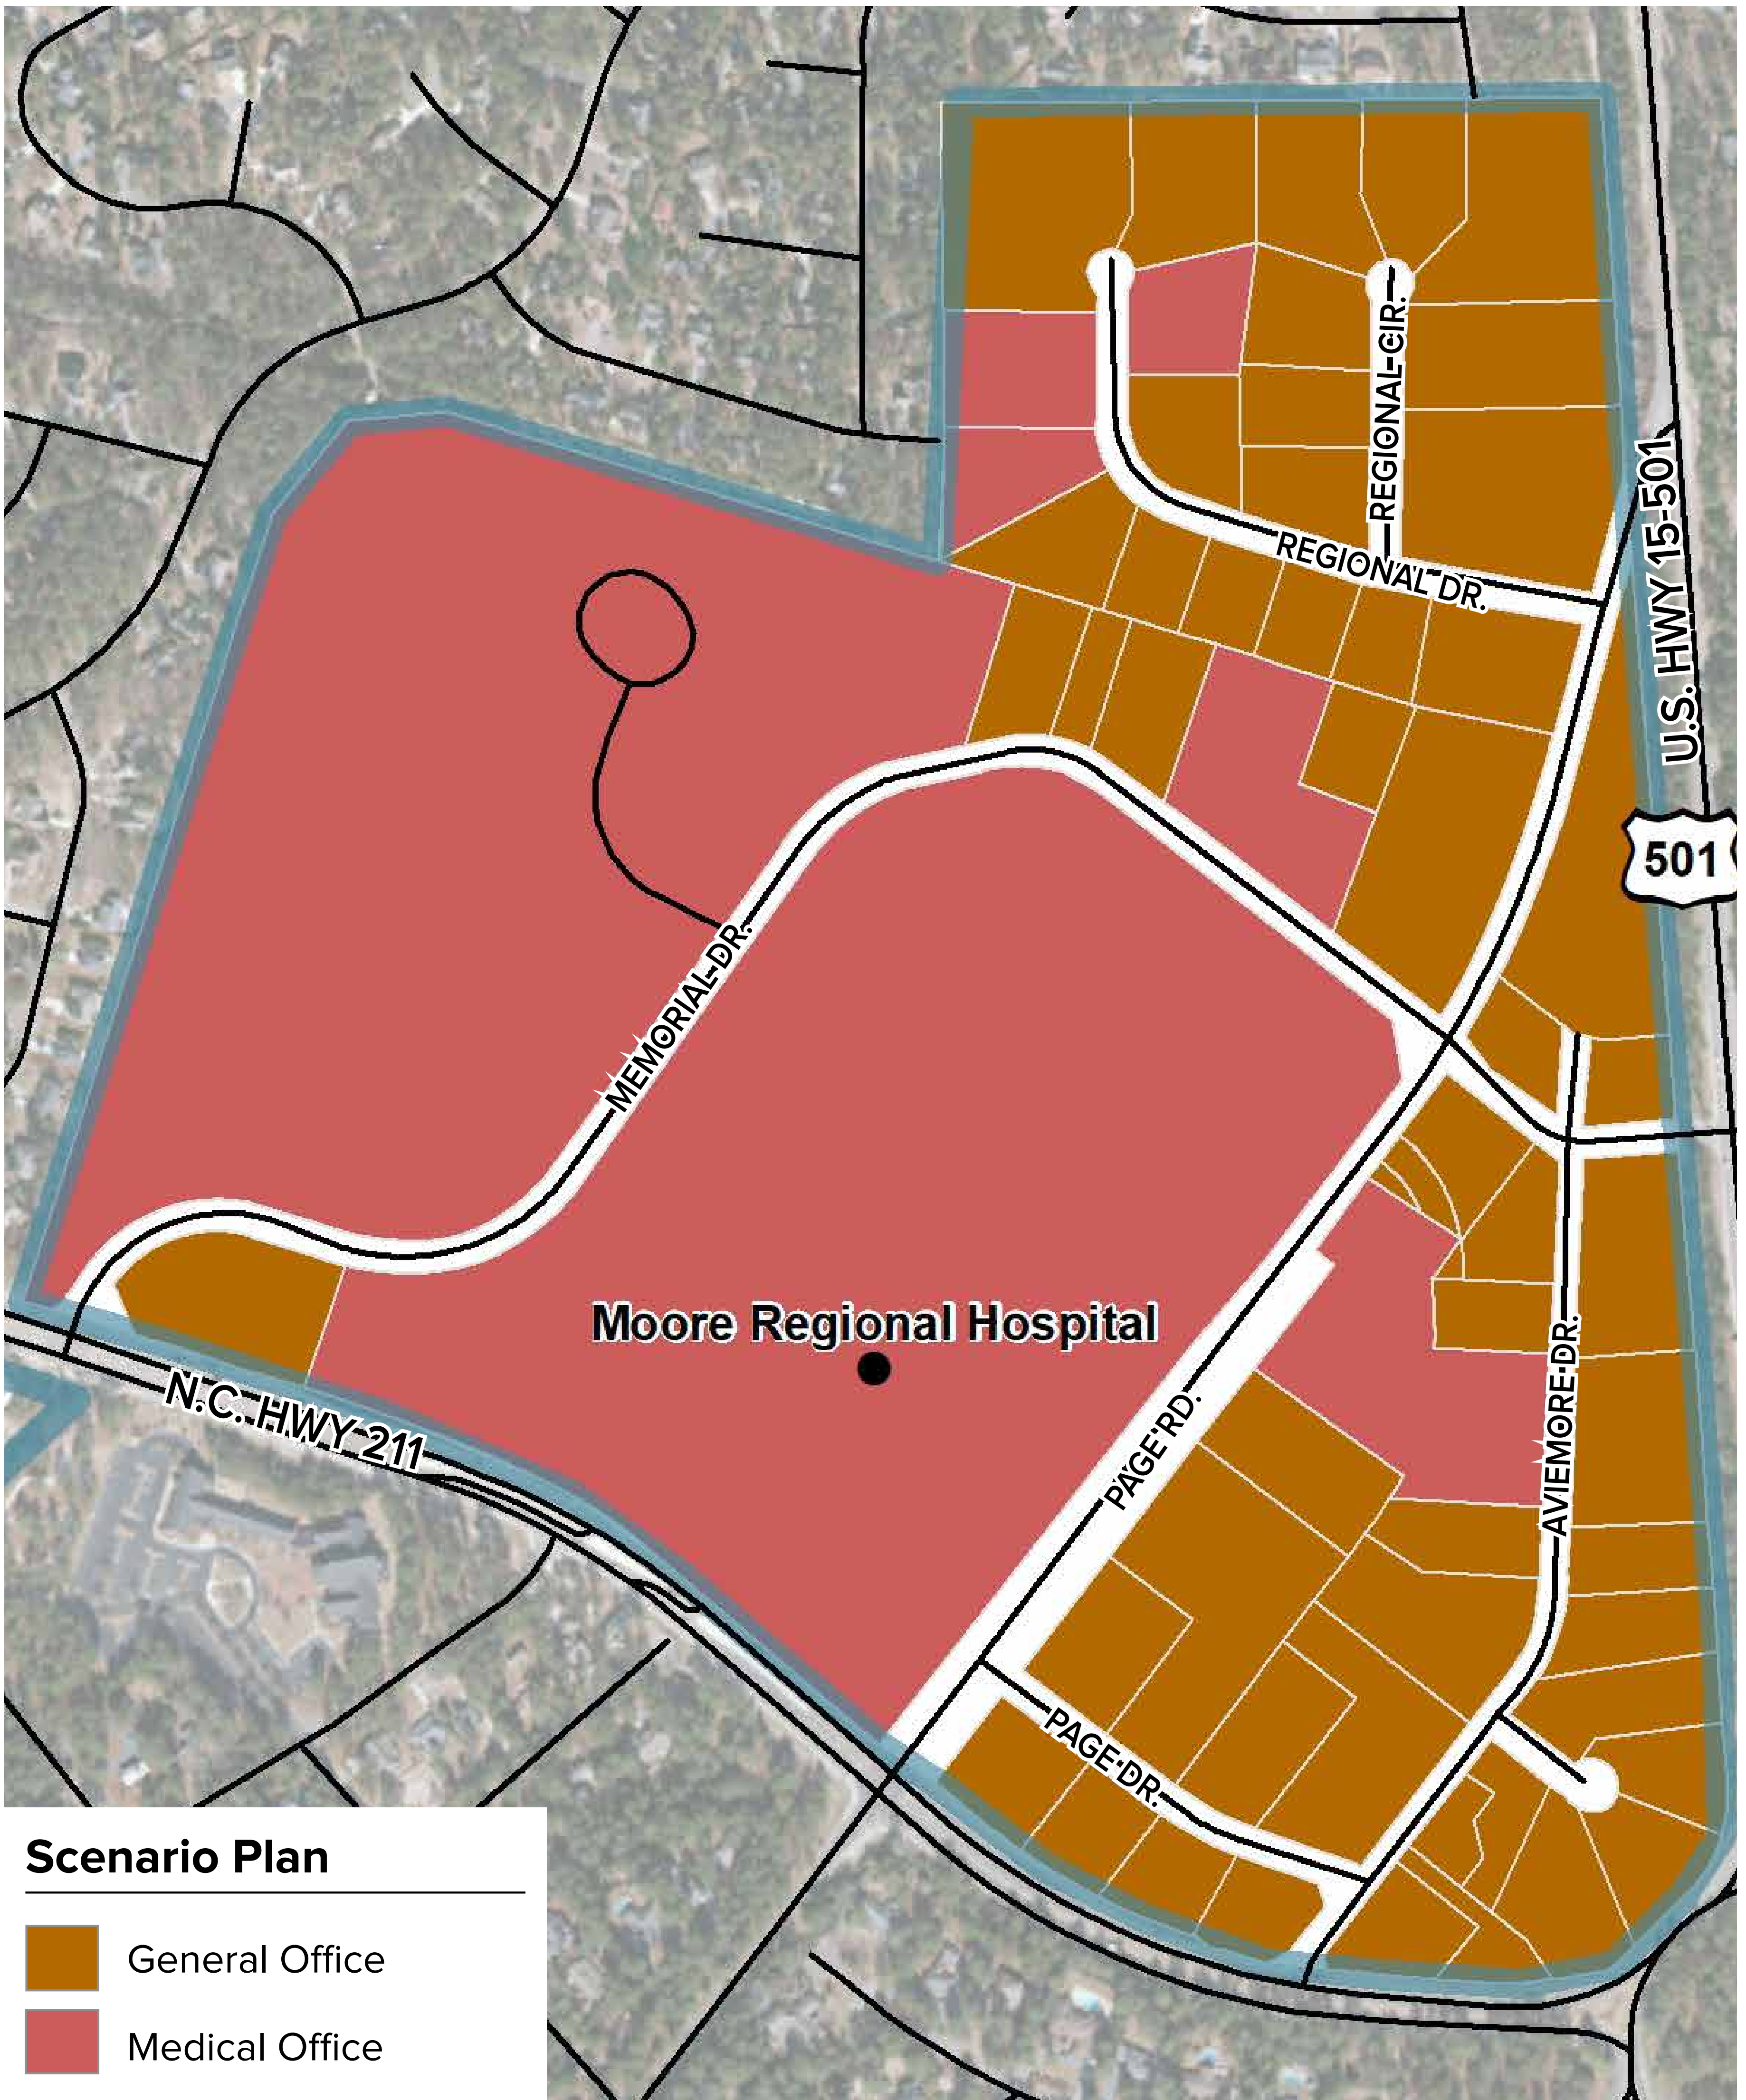 REGIONAL CIR.
REGIONAL DR.
U.S. HWY 15-501
501
MEMORIAL DR.
Moore Regional Hospital
N.C. HWY 211
PAGE RD.
AVIEMORE DR.
PAGE DR.
Scenario Plan
General Office
Medical Office